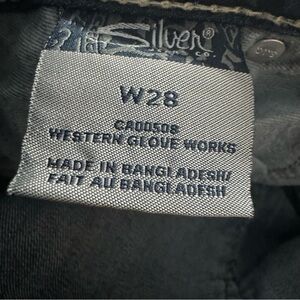 Silver®
W28
CA00508
WESTERN GLOVE WORKS
MADE IN BANGLADESH/
FAIT AU BANGLADESH